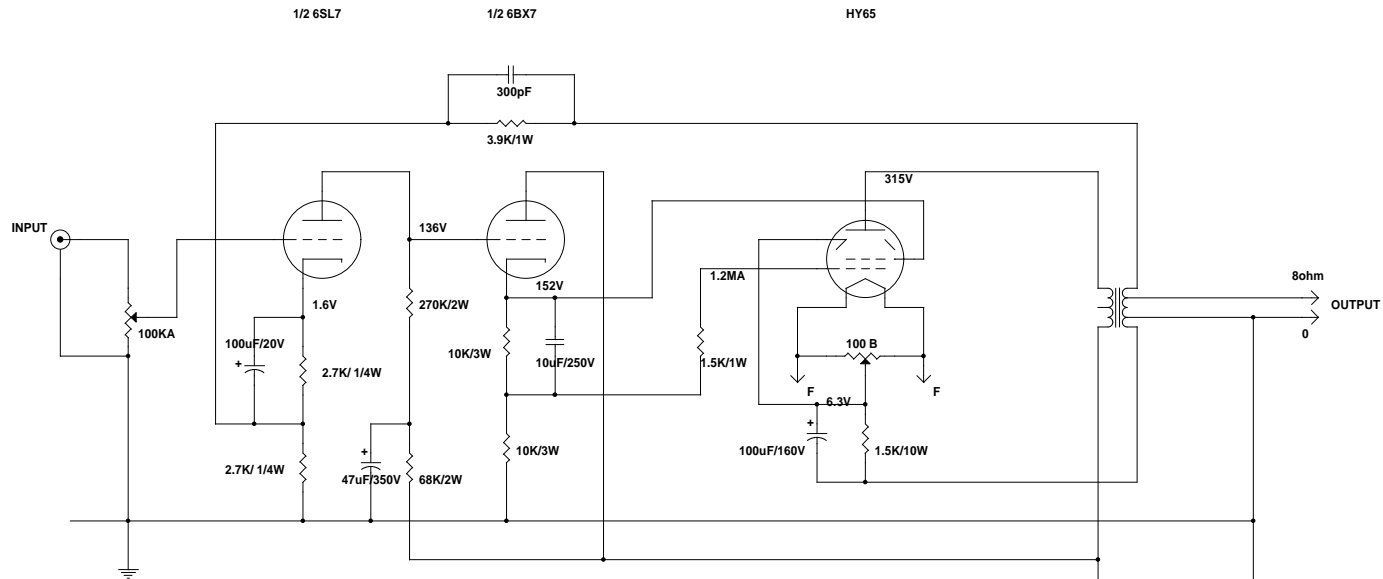 1/2 6SL7
1/2 6BX7
HY65
300pF
3.9K/1W
315V
INPUT
136V
1.2MA
152V
8ohm
1.6V
270K/2W
OUTPUT
100KA
0
100uF/20V
+
10K/3W
10uF/250V
1.5K/1W
100 B
2.7K/ 1/4W
F
F
6.3V
+
10K/3W
100uF/160V
1.5K/10W
+
2.7K/ 1/4W
47uF/350V
68K/2W